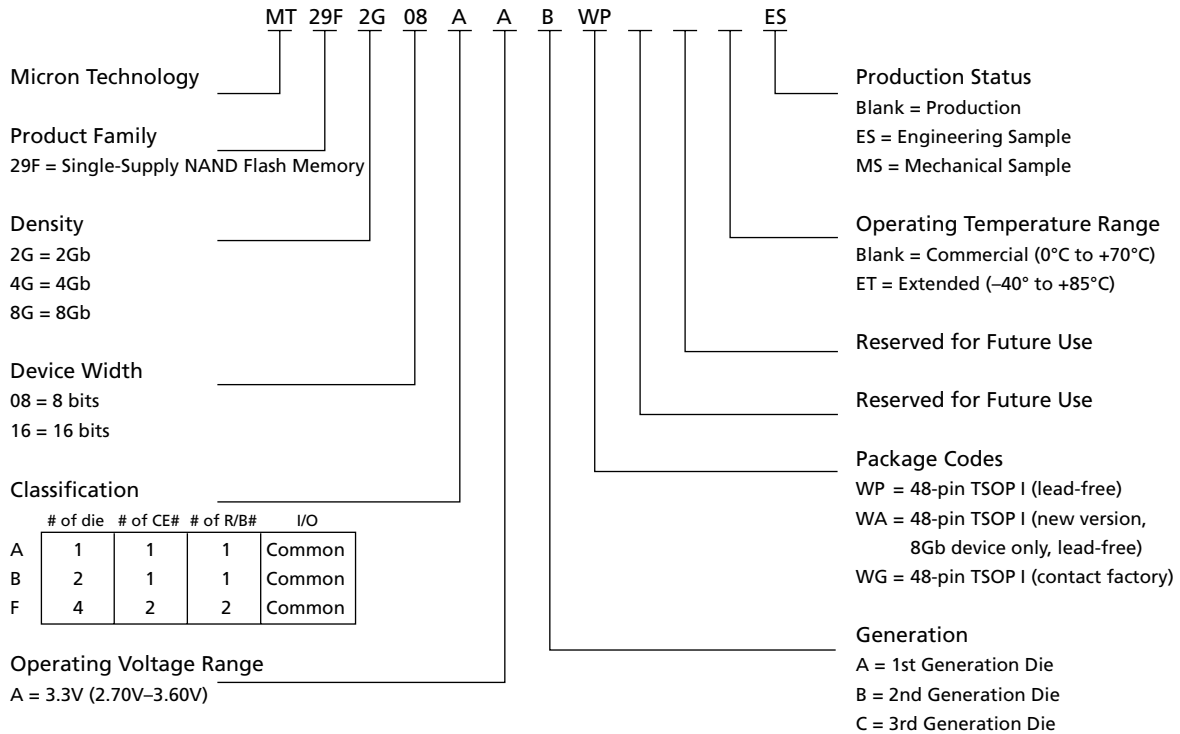 MT 29F 2G 08 A A B WP ES
Micron Technology
Product Family
29F = Single-Supply NAND Flash Memory
Density
2G = 2Gb
4G = 4Gb
8G = 8Gb
Device Width
08 = 8 bits
16 = 16 bits
Classification
# of die # of CE# # of R/B# I/O
A 1 1 1 Common
B 2 1 1 Common
F 4 2 2 Common
Operating Voltage Range
A = 3.3V (2.70V–3.60V)
Production Status
Blank = Production
ES = Engineering Sample
MS = Mechanical Sample
Operating Temperature Range
Blank = Commercial (0°C to +70°C)
ET = Extended (–40° to +85°C)
Reserved for Future Use
Reserved for Future Use
Package Codes
WP = 48-pin TSOP I (lead-free)
WA = 48-pin TSOP I (new version,
8Gb device only, lead-free)
WG = 48-pin TSOP I (contact factory)
Generation
A = 1st Generation Die
B = 2nd Generation Die
C = 3rd Generation Die